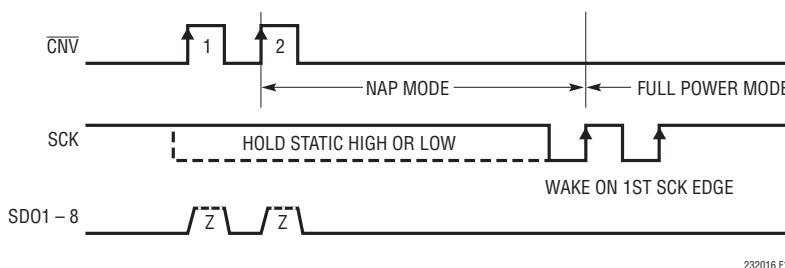 CNV
1 2
NAP MODE FULL POWER MODE
SCK
HOLD STATIC HIGH OR LOW
WAKE ON 1ST SCK EDGE
SDO1 – 8
Z Z
232016